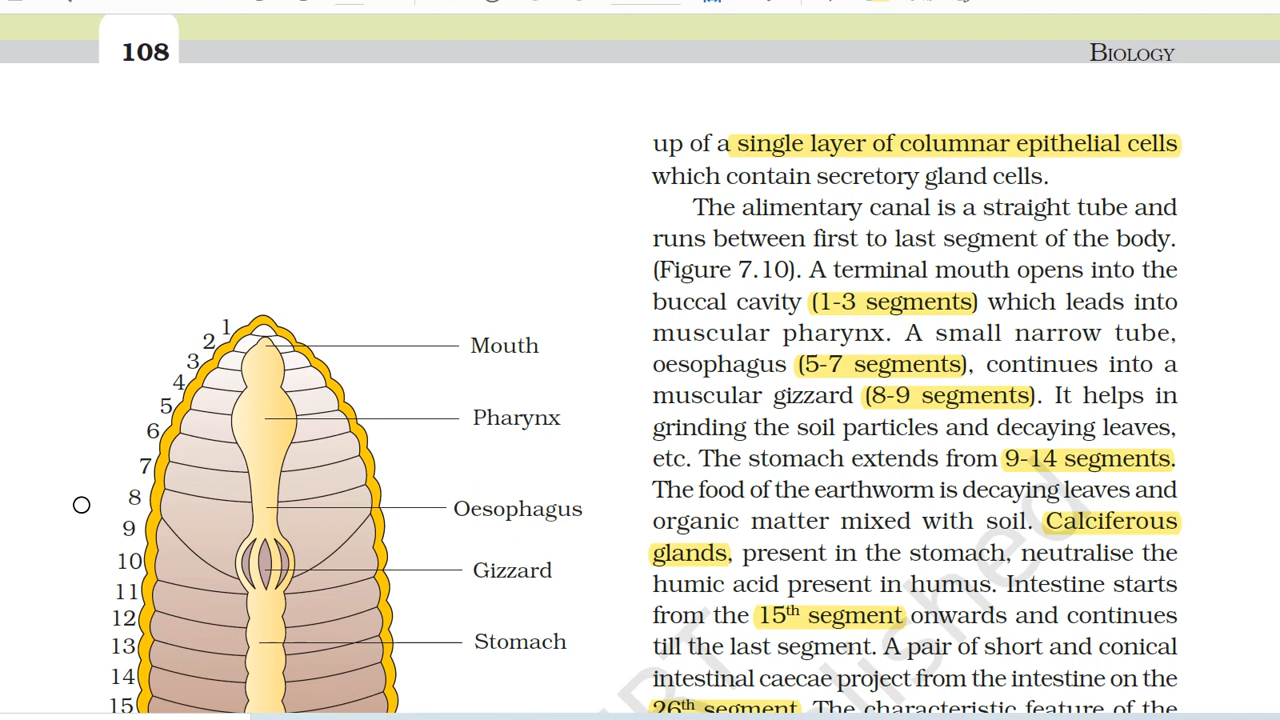 108
BIOLOGY
up of a single layer of columnar epithelial cells
which contain secretory gland cells.
The alimentary canal is a straight tube and
runs between first to last segment of the body.
(Figure 7.10). A terminal mouth opens into the
buccal cavity (1-3 segments) which leads into
muscular pharynx. A small narrow tube,
oesophagus (5-7 segments), continues into a
muscular gizzard (8-9 segments). It helps in
grinding the soil particles and decaying leaves,
etc. The stomach extends from 9-14 segments.
The food of the earthworm is decaying leaves and
organic matter mixed with soil. Calciferous
glands, present in the stomach, neutralise the
humic acid present in humus. Intestine starts
from the 15th segment onwards and continues
till the last segment. A pair of short and conical
intestinal caecae project from the intestine on the
26th segment. The characteristic feature of the
1
2
3
4
5
6
7
8
9
10
11
12
13
14
15
Mouth
Pharynx
Oesophagus
Gizzard
Stomach